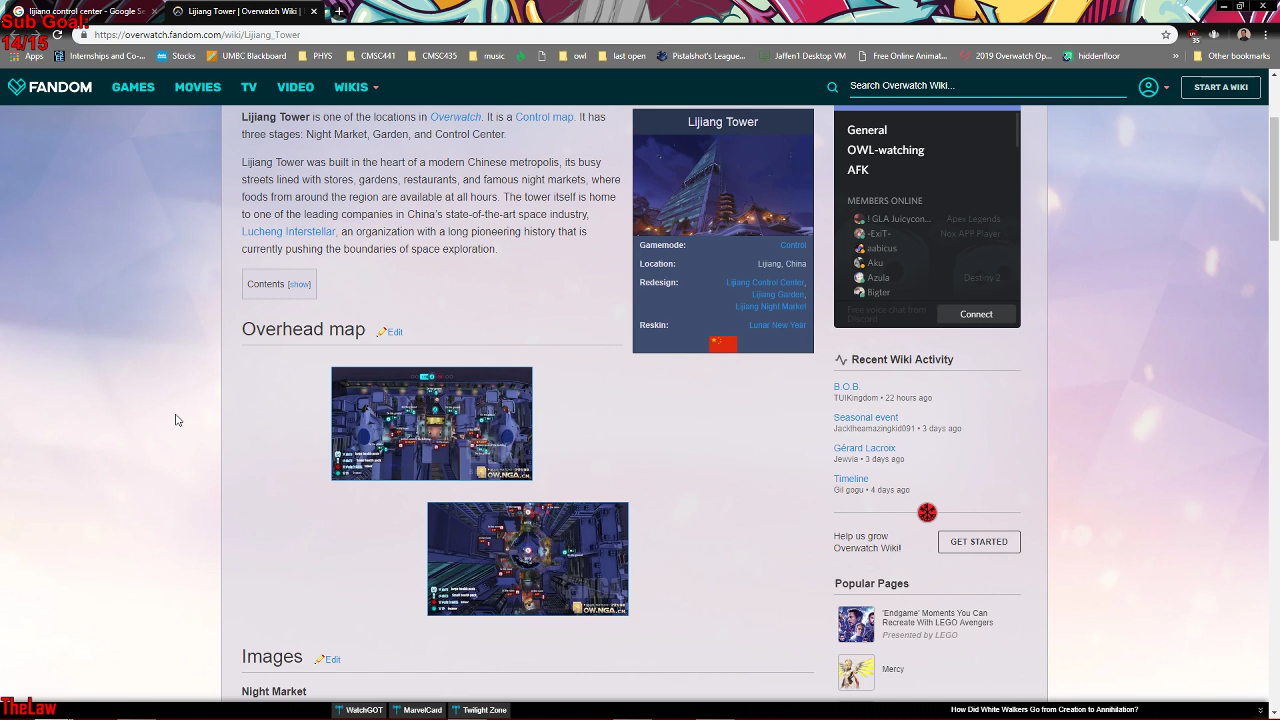 lijiang control center - Google Se
Lijiang Tower | Overwatch Wiki |
Sub Goal:
14/15
https://overwatch.fandom.com/wiki/Lijiang_Tower
35
Apps
Internships and Co-...
Stocks
UMBC Blackboard
PHYS
CMSC441
CMSC435
music
owl
last open
Pistalshot's League...
Jaffen1 Desktop VM
Free Online Animat...
2019 Overwatch Op...
hiddenfloor
»
Other bookmarks
FANDOM
GAMES
MOVIES
TV
VIDEO
WIKIS
Search Overwatch Wiki...
START A WIKI
Lijiang Tower is one of the locations in Overwatch. It is a Control map. It has
three stages: Night Market, Garden, and Control Center.
Lijiang Tower was built in the heart of a modern Chinese metropolis, its busy
streets lined with stores, gardens, restaurants, and famous night markets, where
foods from around the region are available at all hours. The tower itself is home
to one of the leading companies in China's state-of-the-art space industry,
Lucheng Interstellar, an organization with a long pioneering history that is
currently pushing the boundaries of space exploration.
Contents [show]
Lijiang Tower
Gamemode: Control
Location: Lijiang, China
Redesign: Lijiang Control Center,
Lijiang Garden,
Lijiang Night Market
Reskin: Lunar New Year
Overhead map
Edit
OW.NGA.CN
OW.NGA.CN
Images
Edit
Night Market
General
OWL-watching
AFK
MEMBERS ONLINE
! GLA Juicycon... Apex Legends
-ExiT- Nox APP Player
aabicus
Aku
Azula Destiny 2
Bigter
Free voice chat from
Discord
Connect
Recent Wiki Activity
B.O.B.
TUIKingdom • 22 hours ago
Seasonal event
Jacktheamazingkid091 • 3 days ago
Gérard Lacroix
Jewvia • 3 days ago
Timeline
Gil gogu • 4 days ago
Help us grow
Overwatch Wiki!
GET STARTED
Popular Pages
'Endgame' Moments You Can
Recreate With LEGO Avengers
Presented by LEGO
Mercy
TheLaw
WatchGOT
MarvelCard
Twilight Zone
How Did White Walkers Go from Creation to Annihilation?